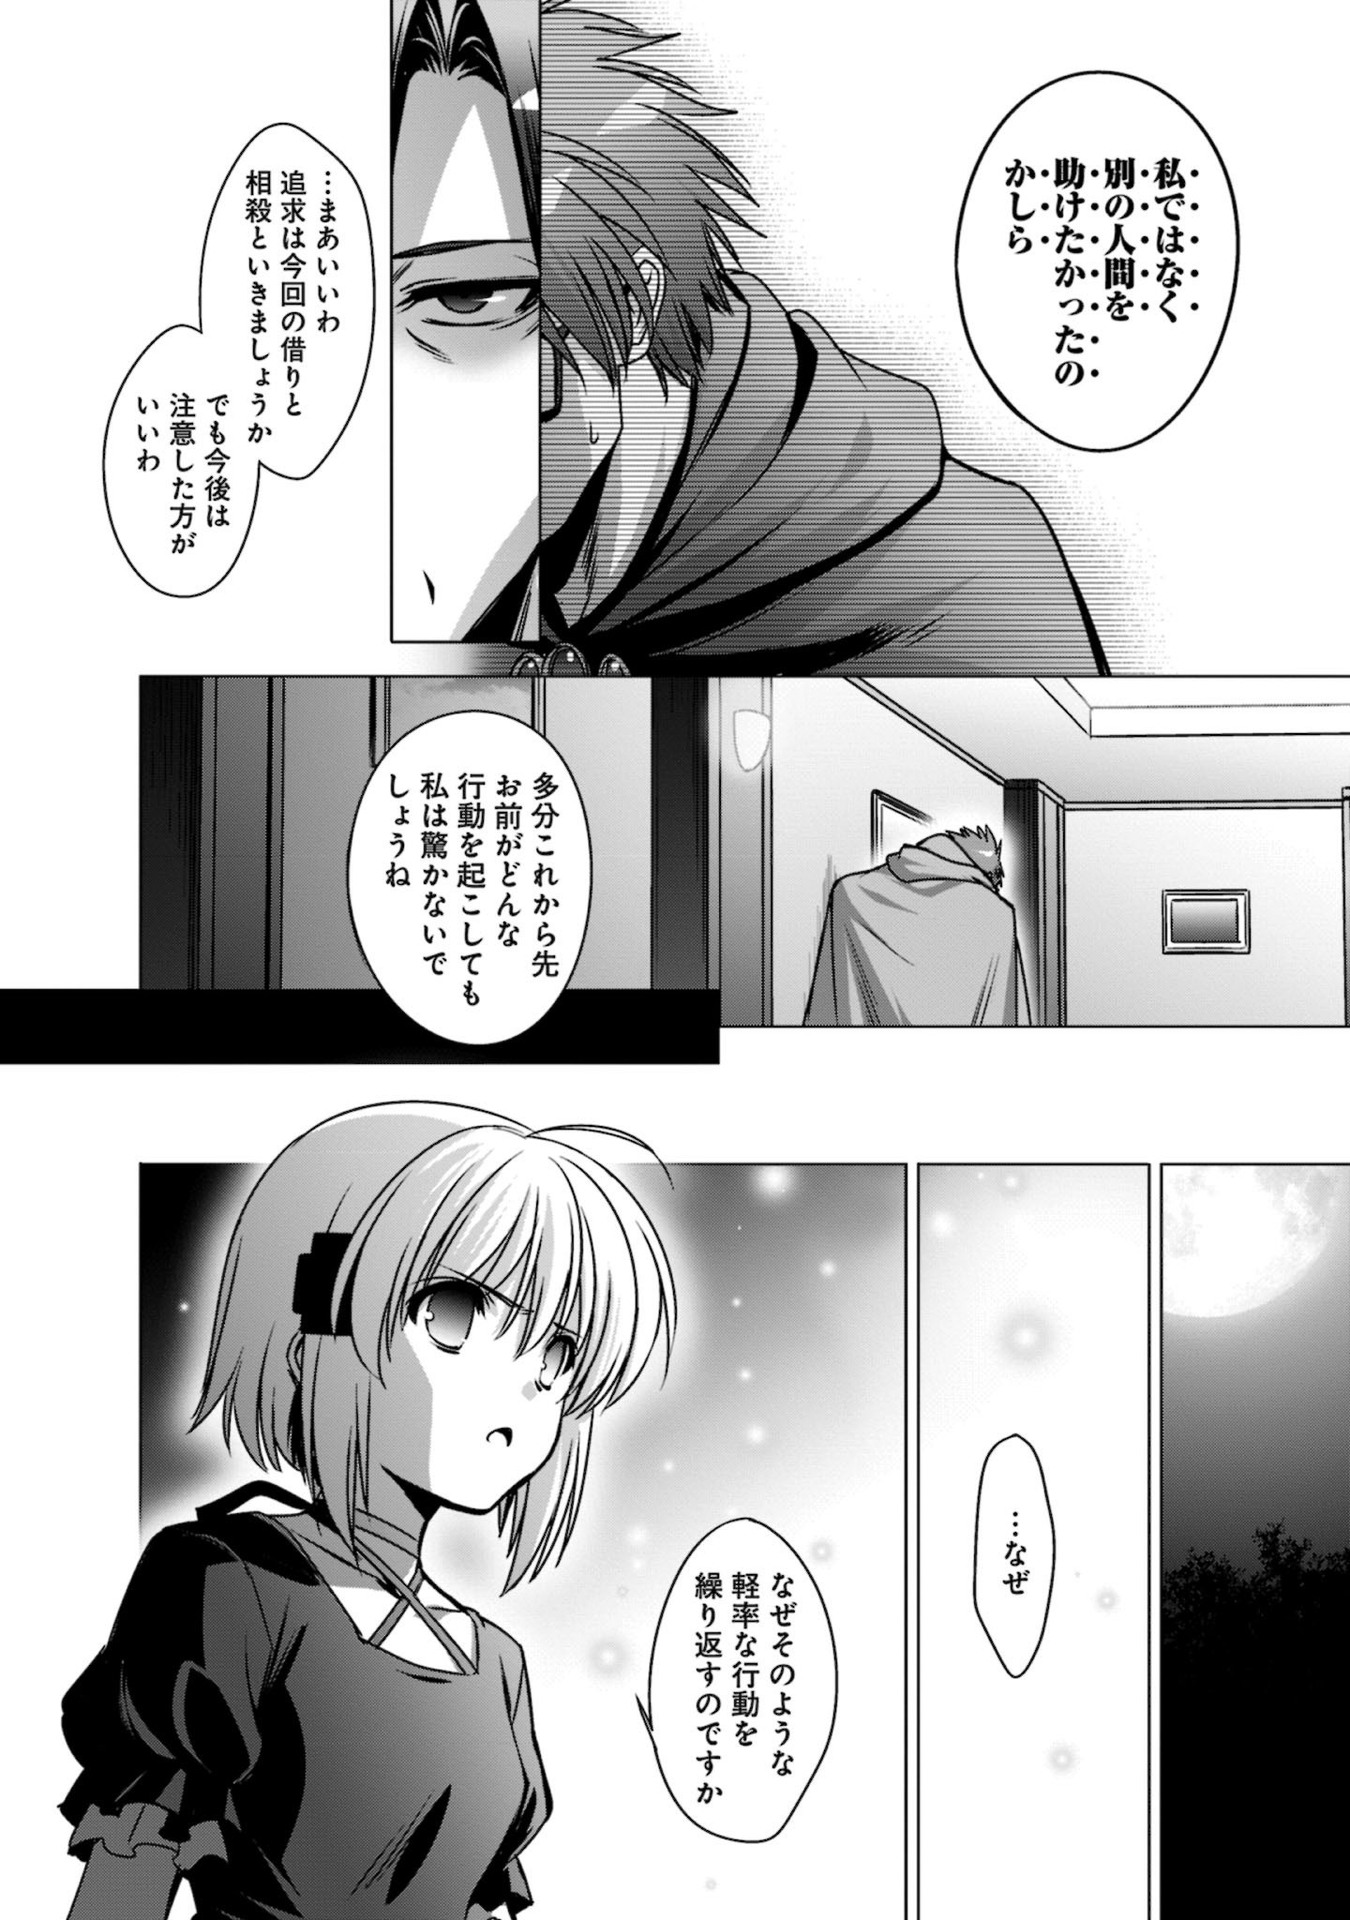 私ではなく
別の人間を
助けたかったの
かしら
…まあいいわ
追求は今回の借りと
相殺といきましょうか
でも今後は
注意した方が
いいわ
多分これから先
お前がどんな
行動を起こしても
私は驚かないで
しょうね
…なぜ
なぜそのような
軽率な行動を
繰り返すのですか